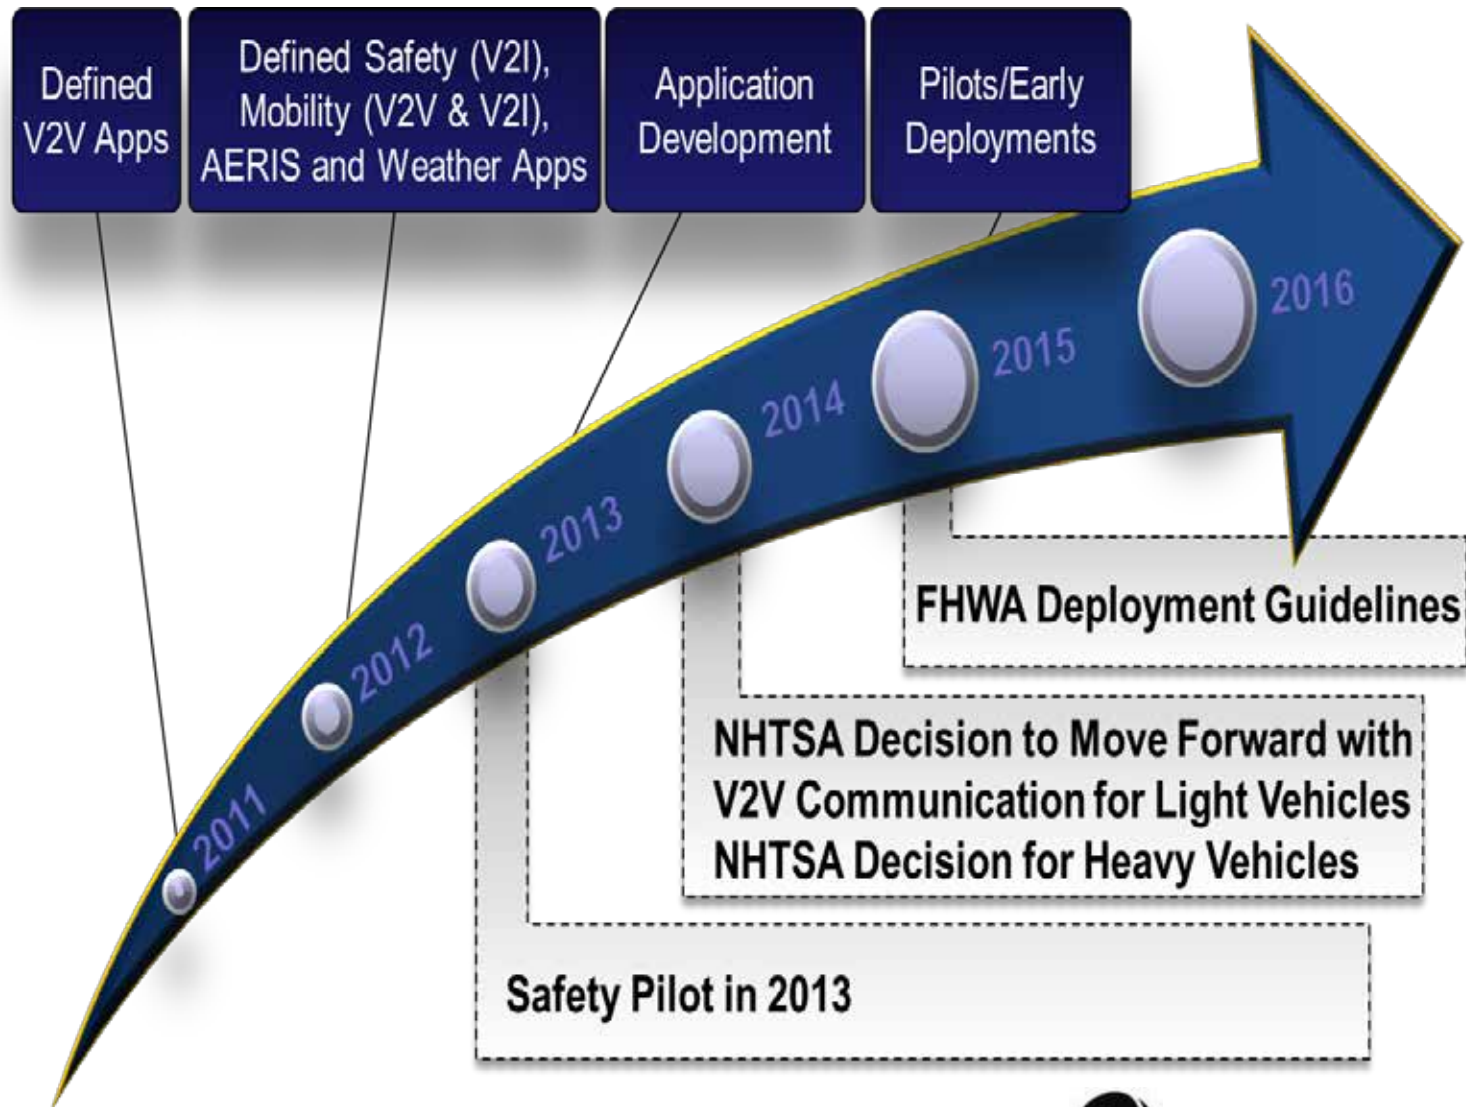 Defined
V2V Apps
Defined Safety (V2I),
Mobility (V2V & V2I),
AERIS and Weather Apps
Application
Development
Pilots/Early
Deployments
2011
2012
2013
2014
2015
2016
FHWA Deployment Guidelines
NHTSA Decision to Move Forward with
V2V Communication for Light Vehicles
NHTSA Decision for Heavy Vehicles
Safety Pilot in 2013